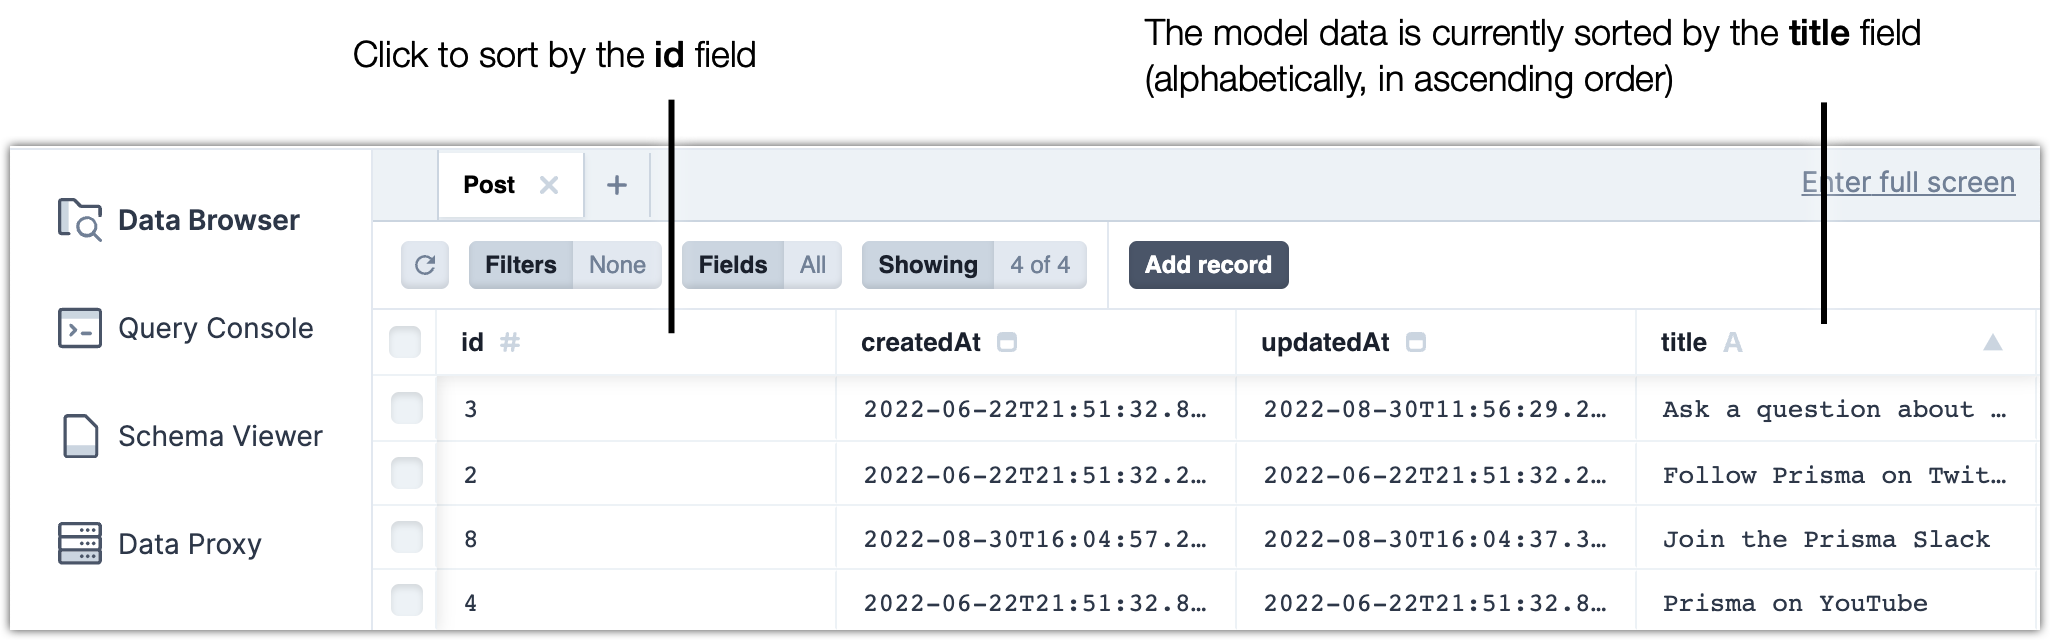 Click to sort by the id field
The model data is currently sorted by the title field
(alphabetically, in ascending order)
Data Browser
Query Console
Schema Viewer
Data Proxy
Post
+
Enter full screen
Filters None Fields All Showing 4 of 4 Add record
id # createdAt updatedAt title A
3 2022-06-22T21:51:32.8… 2022-08-30T11:56:29.2… Ask a question about …
2 2022-06-22T21:51:32.2… 2022-06-22T21:51:32.2… Follow Prisma on Twit…
8 2022-08-30T16:04:57.2… 2022-08-30T16:04:37.3… Join the Prisma Slack
4 2022-06-22T21:51:32.8… 2022-06-22T21:51:32.8… Prisma on YouTube